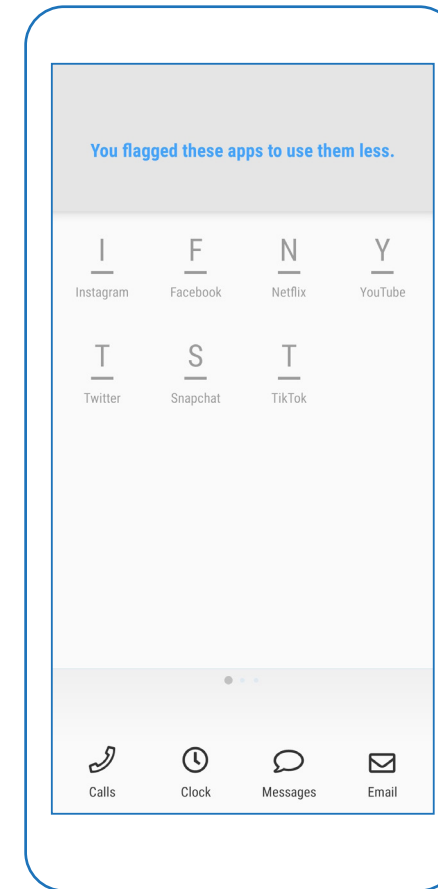 You flagged these apps to use them less.
I F N Y
Instagram Facebook Netflix YouTube
T S T
Twitter Snapchat TikTok
Calls Clock Messages Email